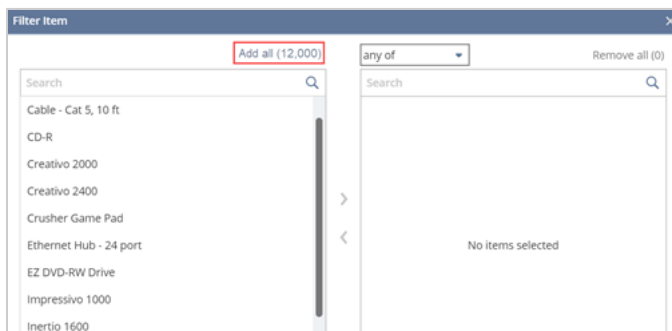 Filter Item
Add all (12,000)
any of
Remove all (0)
Search
Search
Cable - Cat 5, 10 ft
CD-R
Creativo 2000
Creativo 2400
Crusher Game Pad
Ethernet Hub - 24 port
No items selected
EZ DVD-RW Drive
Impressivo 1000
Inertio 1600